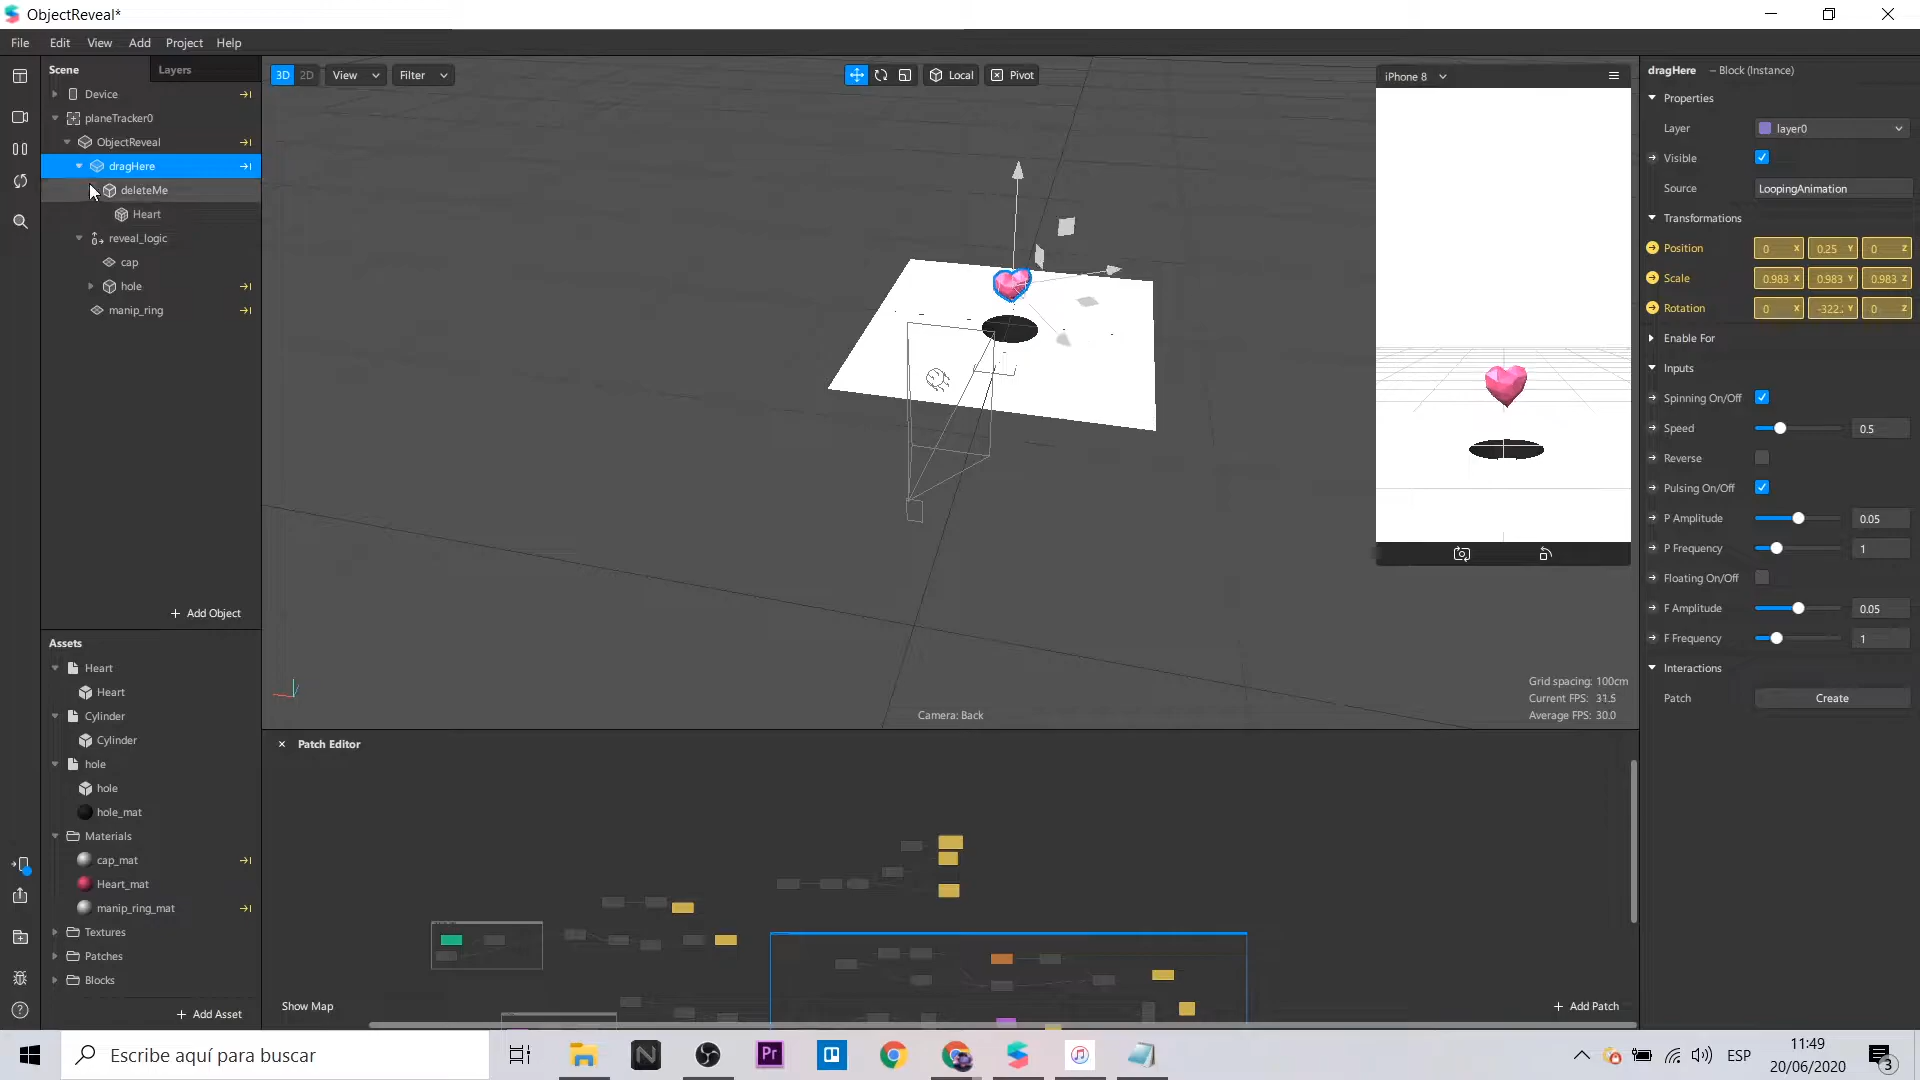 ObjectReveal*
File Edit View Add Project Help
Scene Layers
Device
planeTracker0
ObjectReveal
dragHere
deleteMe
Heart
reveal_logic
cap
hole
manip_ring
+ Add Object
Assets
Heart
Heart
Cylinder
Cylinder
hole
hole
hole_mat
Materials
cap_mat
Heart_mat
manip_ring_mat
Textures
Patches
Blocks
+ Add Asset
3D 2D View Filter
Local Pivot
iPhone 8
Grid spacing: 100cm
Current FPS: 31.5
Average FPS: 30.0
Camera: Back
× Patch Editor
Show Map
+ Add Patch
dragHere – Block (Instance)
Properties
Layer layer0
Visible
Source LoopingAnimation
Transformations
Position 0 X 0.25 Y 0 Z
Scale 0.983 X 0.983 Y 0.983 Z
Rotation 0 X -322.: Y 0 Z
Enable For
Inputs
Spinning On/Off
Speed 0.5
Reverse
Pulsing On/Off
P Amplitude 0.05
P Frequency 1
Floating On/Off
F Amplitude 0.05
F Frequency 1
Interactions
Patch Create
Escribe aquí para buscar
Pr
ESP
11:49
20/06/2020
3